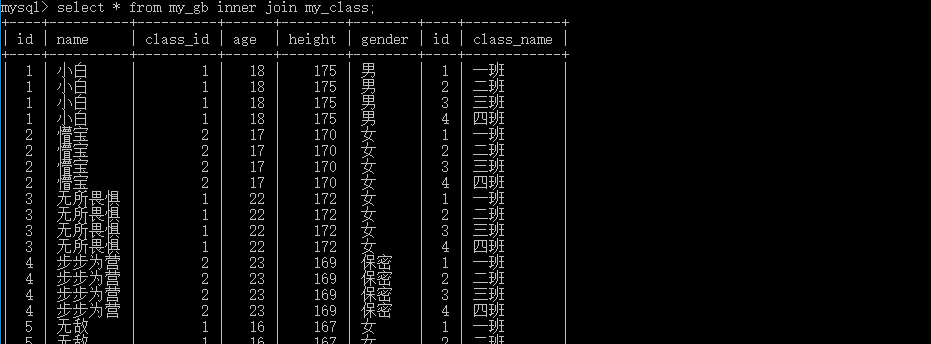 mysql> select * from my_gb inner join my_class;
+----+----------+----------+------+--------+--------+----+------------+
| id | name | class_id | age | height | gender | id | class_name |
+----+----------+----------+------+--------+--------+----+------------+
| 1 | 小白 | 1 | 18 | 175 | 男 | 1 | 一班 |
| 1 | 小白 | 1 | 18 | 175 | 男 | 2 | 二班 |
| 1 | 小白 | 1 | 18 | 175 | 男 | 3 | 三班 |
| 1 | 小白 | 1 | 18 | 175 | 男 | 4 | 四班 |
| 2 | 懵宝 | 2 | 17 | 170 | 女 | 1 | 一班 |
| 2 | 懵宝 | 2 | 17 | 170 | 女 | 2 | 二班 |
| 2 | 懵宝 | 2 | 17 | 170 | 女 | 3 | 三班 |
| 2 | 懵宝 | 2 | 17 | 170 | 女 | 4 | 四班 |
| 3 | 无所畏惧 | 1 | 22 | 172 | 女 | 1 | 一班 |
| 3 | 无所畏惧 | 1 | 22 | 172 | 女 | 2 | 二班 |
| 3 | 无所畏惧 | 1 | 22 | 172 | 女 | 3 | 三班 |
| 3 | 无所畏惧 | 1 | 22 | 172 | 女 | 4 | 四班 |
| 4 | 步步为营 | 2 | 23 | 169 | 保密 | 1 | 一班 |
| 4 | 步步为营 | 2 | 23 | 169 | 保密 | 2 | 二班 |
| 4 | 步步为营 | 2 | 23 | 169 | 保密 | 3 | 三班 |
| 4 | 步步为营 | 2 | 23 | 169 | 保密 | 4 | 四班 |
| 5 | 无敌 | 1 | 16 | 167 | 女 | 1 | 一班 |
| 5 | 无敌 | 1 | 16 | 167 | 女 | 2 | 二班 |